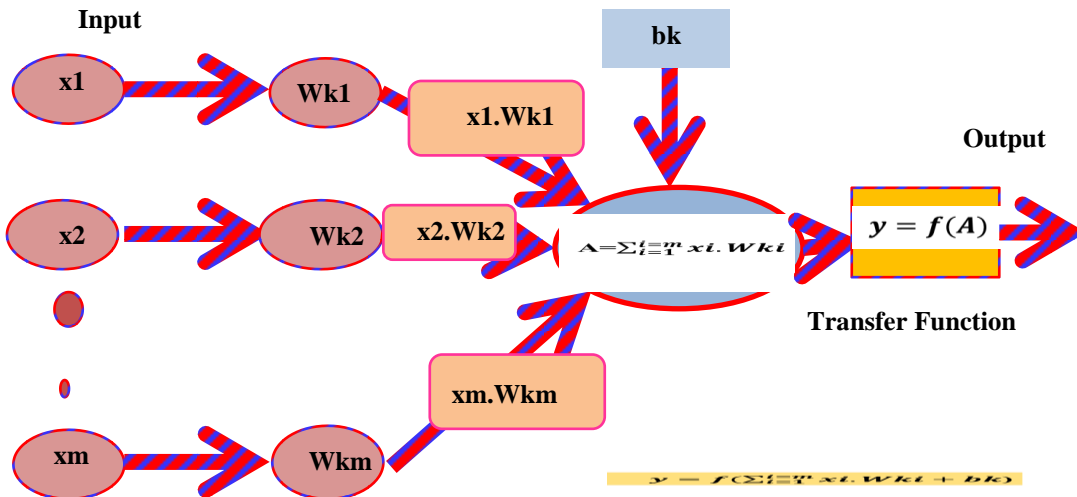 Input
bk
x1
Wk1
x1.Wk1
Output
x2
Wk2
x2.Wk2
A=∑_{i=1}^{i=m} xi. Wki
y = f(A)
Transfer Function
xm.Wkm
xm
Wkm
y = f(∑_{i=1}^{i=m} xi. Wki + bk)